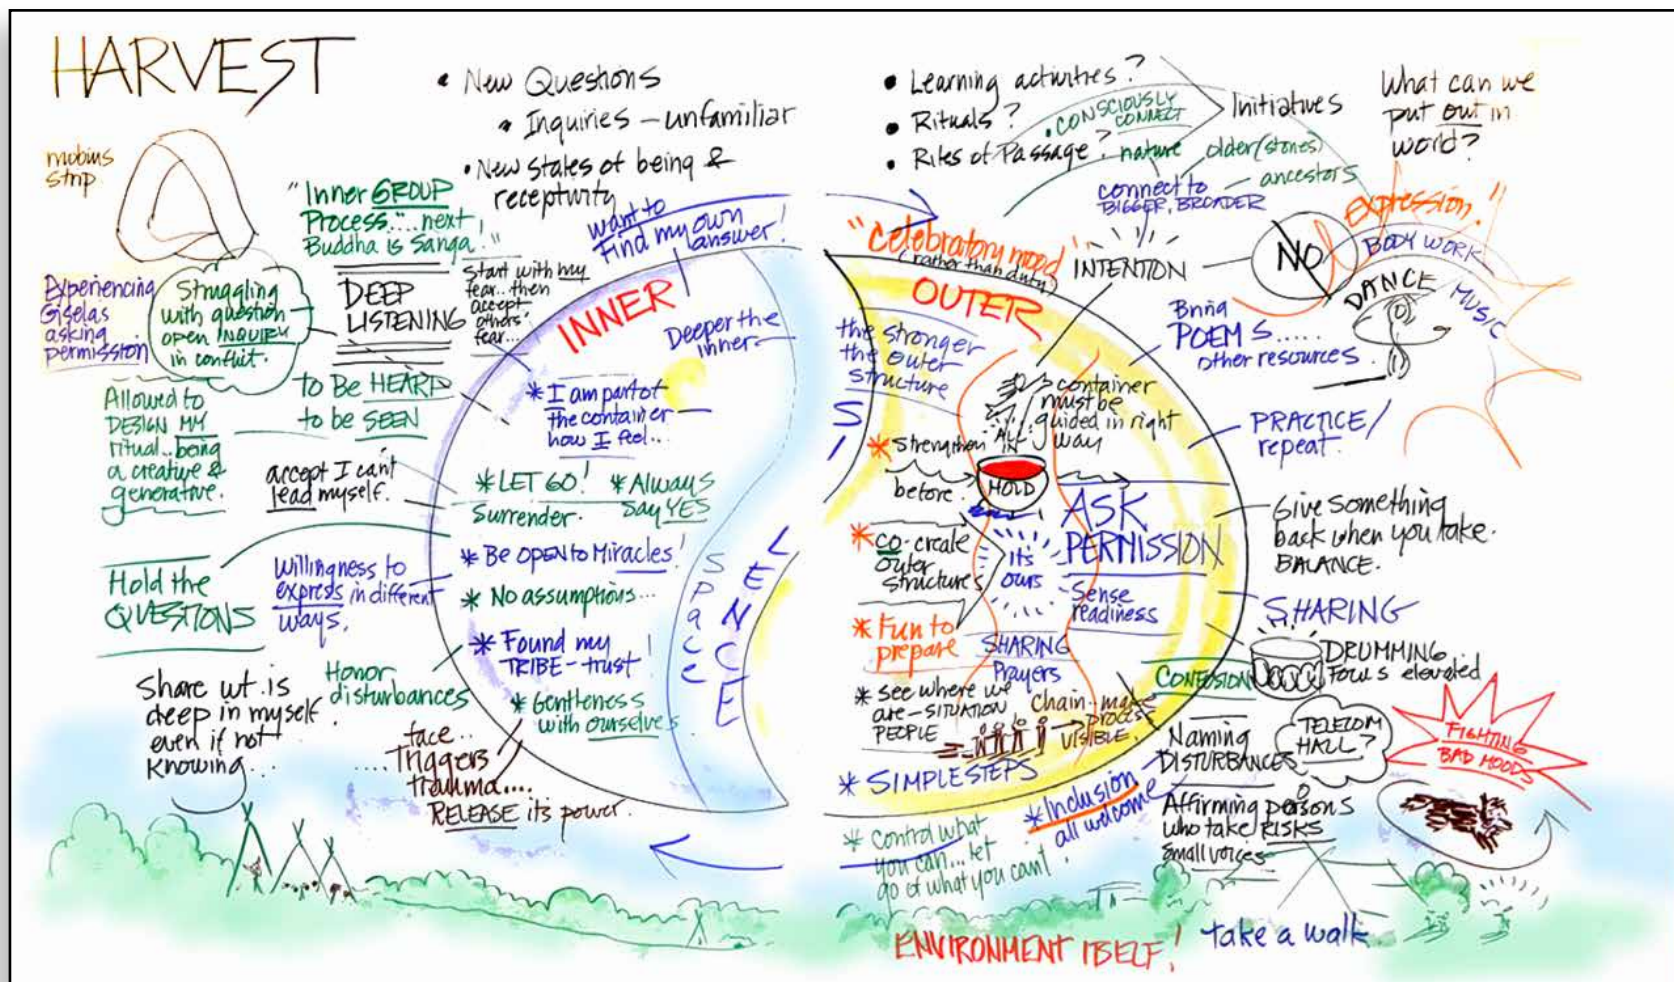 HARVEST
mobius
strip
• New Questions
• Inquiries – unfamiliar
• New states of being &
receptivity
"Inner GROUP
Process.... next
Buddha is Sanga."
Experiencing
Giselas
asking
permission
Struggling
with question
open INQUIRY
in conflict.
DEEP
LISTENING
Start with my
fear.. then
accept
others'
fear...
to Be HEARD
to be SEEN
Allowed to
DESIGN MY
ritual.. being
a creative &
generative.
accept I can't
lead myself.
Hold the
QUESTIONS
Willingness to
express in different
ways.
Share wt is
deep in myself
even if not
knowing...
Honor
disturbances
face..
.... Triggers
trauma....
RELEASE its power.
want to
find my own
answer!
INNER
Deeper the
inner
* I am part of
the container
how I feel..
* LET GO!
Surrender.
* Always
say YES
* Be OPEN to Miracles!
* No assumptions...
* Found my
TRIBE – trust!
* Gentleness
with ourselves
Space
SILENCE
• Learning activities?
• Rituals?
• Rites of Passage?
Initiatives
• CONSCIOUSLY
CONNECT
nature
older (stones)
ancestors
connect to
BIGGER, BROADER
What can we
put out in
world?
"Celebratory mood"
(rather than duty)
INTENTION
NO
Expression."
BODY WORK
DANCE
MUSIC
OUTER
the stronger
the outer
structure
POEMS.....
other resources.
container
must be
guided in right
way
PRACTICE/
repeat.
* Strengthen
before.
ALL
IN
HOLD
ASK
PERMISSION
Sense
readiness
Give something
back when you take.
BALANCE.
* CO-create
outer
structures
It's
ours
SHARING
* Fun to
prepare
SHARING
Prayers
DRUMMING
Focus elevated
CONFUSION
* see where we
are – SITUATION
PEOPLE
Chain - make
process
VISIBLE.
Naming
DISTURBANCES
TELECOM
HALL?
FIGHTING
BAD MOODS
* SIMPLE STEPS
* Inclusion
all welcome
Affirming persons
who take RISKS
small voices
* control what
you can... let
go of what you can't.
ENVIRONMENT ITSELF!
take a walk